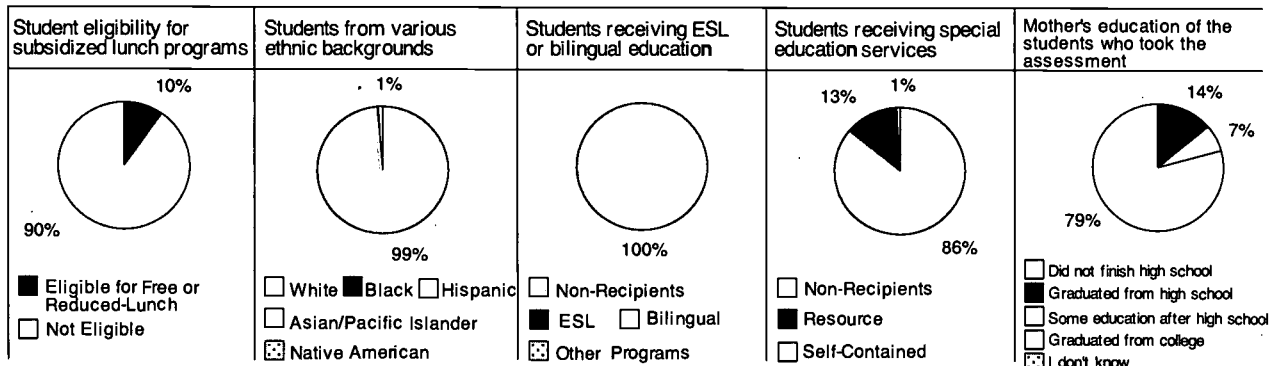 Student eligibility for
subsidized lunch programs
10%
90%
Eligible for Free or
Reduced-Lunch
Not Eligible
Students from various
ethnic backgrounds
1%
99%
White Black Hispanic
Asian/Pacific Islander
Native American
Students receiving ESL
or bilingual education
100%
Non-Recipients
ESL Bilingual
Other Programs
Students receiving special
education services
13% 1%
86%
Non-Recipients
Resource
Self-Contained
Mother's education of the
students who took the
assessment
14%
7%
79%
Did not finish high school
Graduated from high school
Some education after high school
Graduated from college
I don't know